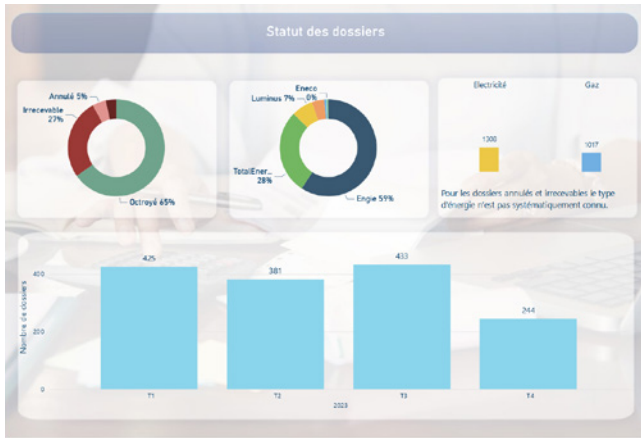 Statut des dossiers
Annulé 5%
Irrecevable
27%
Octroyé 65%
Eneco
0%
Luminus 7%
TotalEner...
28%
Engie 59%
Electricité
Gaz
1300
1017
Pour les dossiers annulés et irrecevables le type
d'énergie n'est pas systématiquement connu.
Nombre de dossiers
400
200
0
425
381
433
244
T1
T2
T3
T4
2023